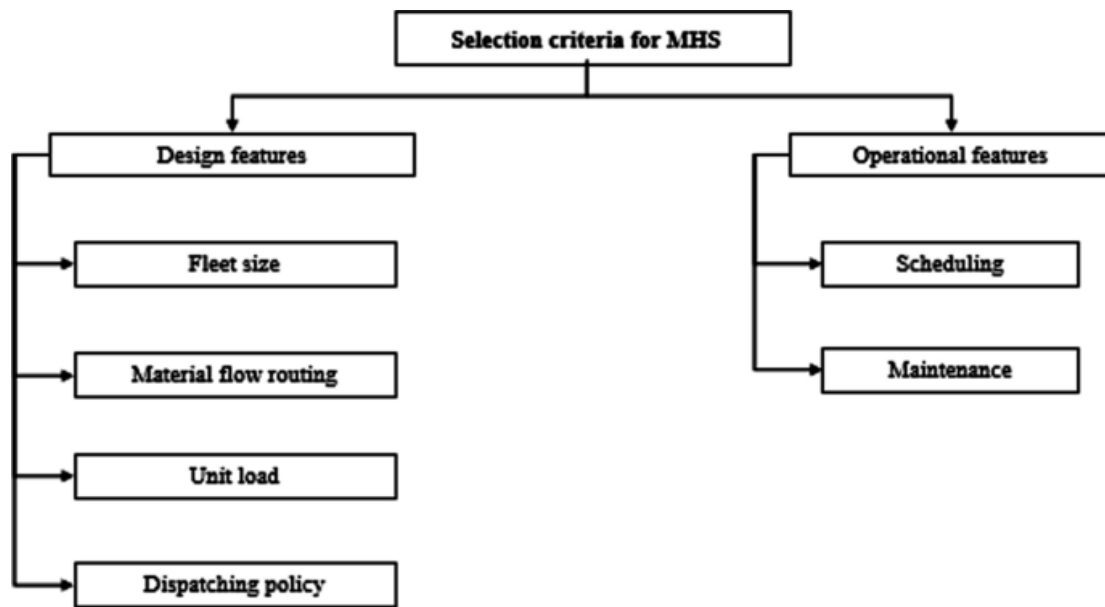 Selection criteria for MHS
Design features
Operational features
Fleet size
Scheduling
Material flow routing
Maintenance
Unit load
Dispatching policy